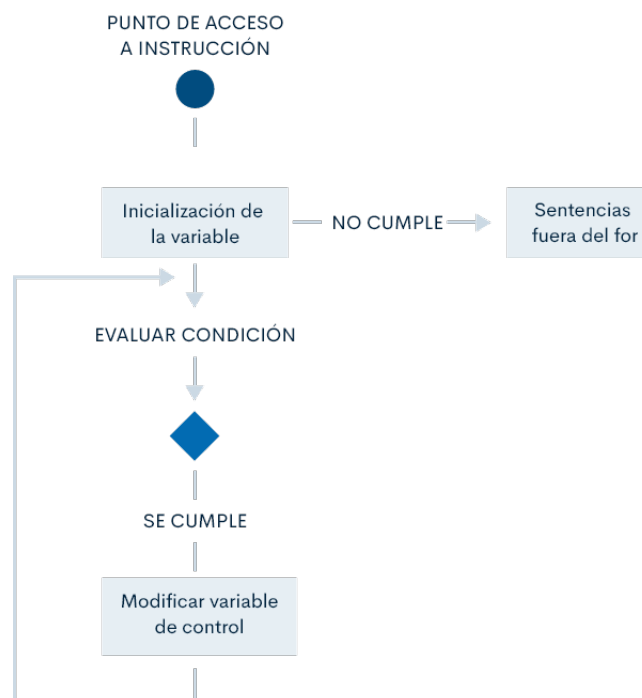 PUNTO DE ACCESO
A INSTRUCCIÓN
Inicialización de
la variable
NO CUMPLE
Sentencias
fuera del for
EVALUAR CONDICIÓN
SE CUMPLE
Modificar variable
de control